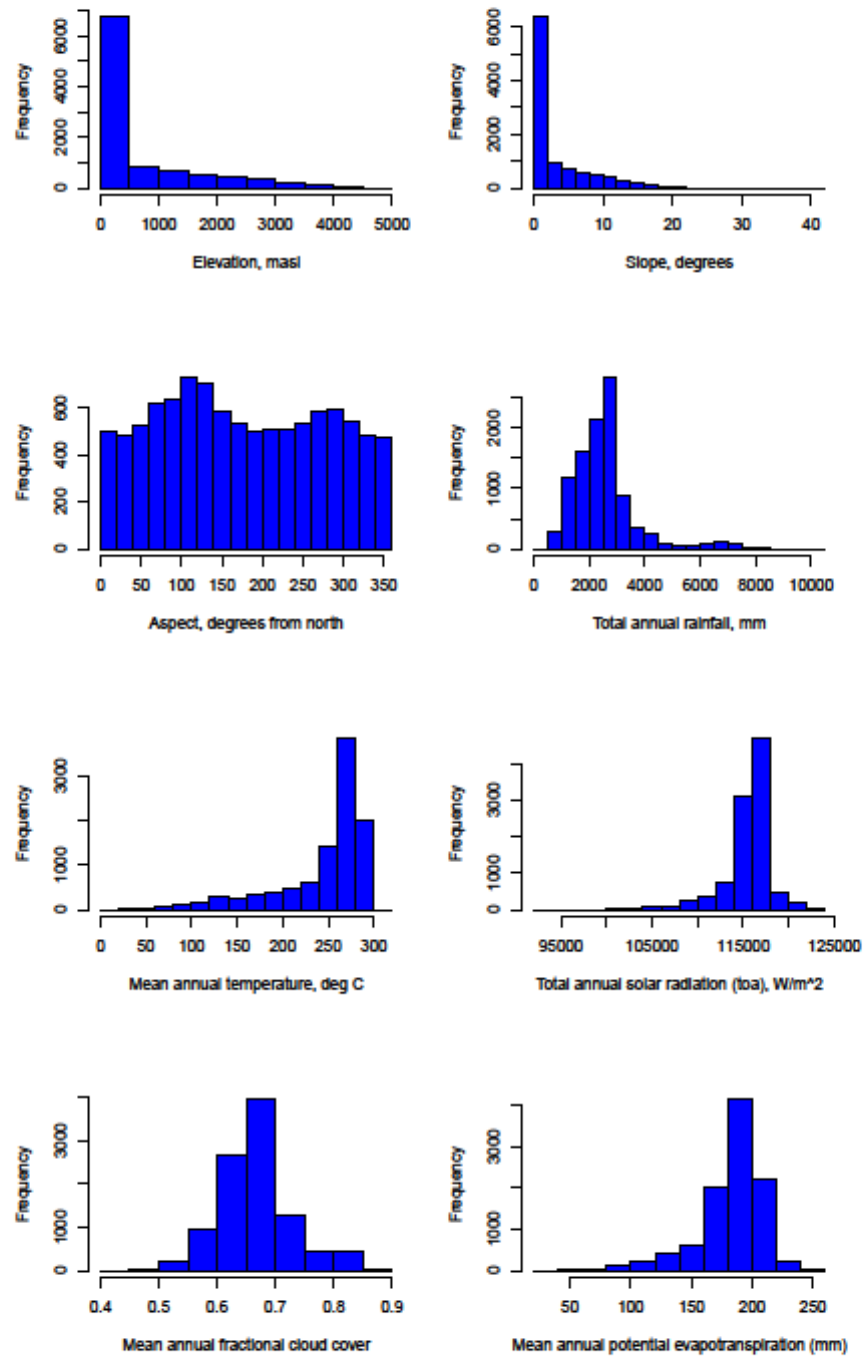 Frequency
0 2000 4000 6000
0 1000 2000 3000 4000 5000
Elevation, masl
Frequency
0 2000 4000 6000
0 10 20 30 40
Slope, degrees
Frequency
0 200 400 600
0 50 100 150 200 250 300 350
Aspect, degrees from north
Frequency
0 1000 2000
0 2000 4000 6000 8000 10000
Total annual rainfall, mm
Frequency
0 1000 3000
0 50 100 150 200 250 300
Mean annual temperature, deg C
Frequency
0 1000 3000
95000 105000 115000 125000
Total annual solar radiation (toa), W/m^2
Frequency
0 1000 3000
0.4 0.5 0.6 0.7 0.8 0.9
Mean annual fractional cloud cover
Frequency
0 1000 3000
50 100 150 200 250
Mean annual potential evapotranspiration (mm)